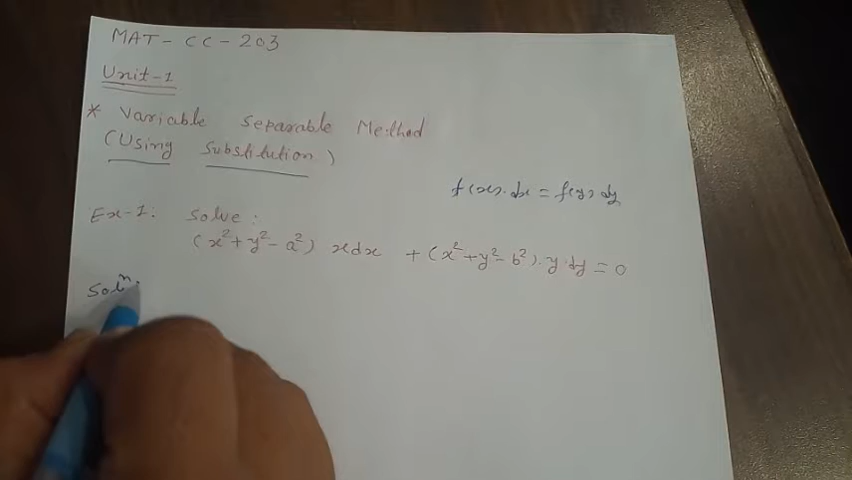 MAT - CC - 203
Unit-1
* Variable Separable Method
(Using Substitution)
f(x).dx = f(y) dy
Ex-1: Solve:
(x²+y²-a²) xdx + (x²+y²-b²).y.dy = 0
Solⁿ: